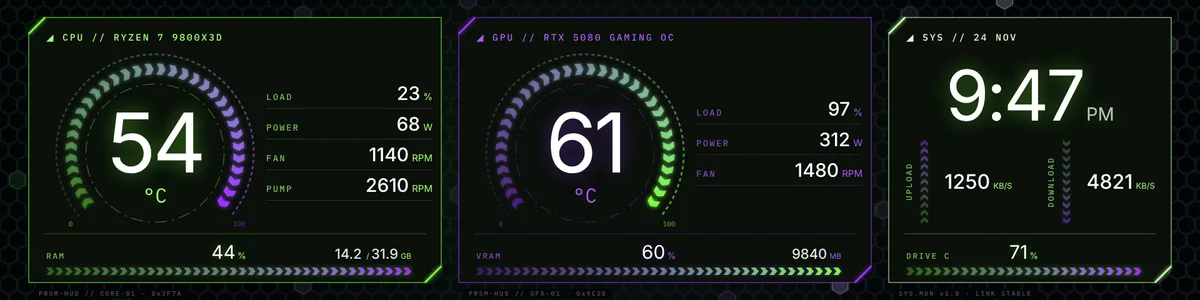 ◢ CPU // RYZEN 7 9800X3D
54
°C
0
100
LOAD 23 %
POWER 68 W
FAN 1140 RPM
PUMP 2610 RPM
RAM 44 % 14.2 / 31.9 GB
PRSM-HUD // CORE-01 · 0x3F7A
◢ GPU // RTX 5080 GAMING OC
61
°C
0
100
LOAD 97 %
POWER 312 W
FAN 1480 RPM
VRAM 60 % 9840 MB
PRSM-HUD // GFX-01 · 0x9C2E
◢ SYS // 24 NOV
9:47 PM
UPLOAD 1250 KB/S
DOWNLOAD 4821 KB/S
DRIVE C 71 %
SYS.MON v1.0 · LINK STABLE